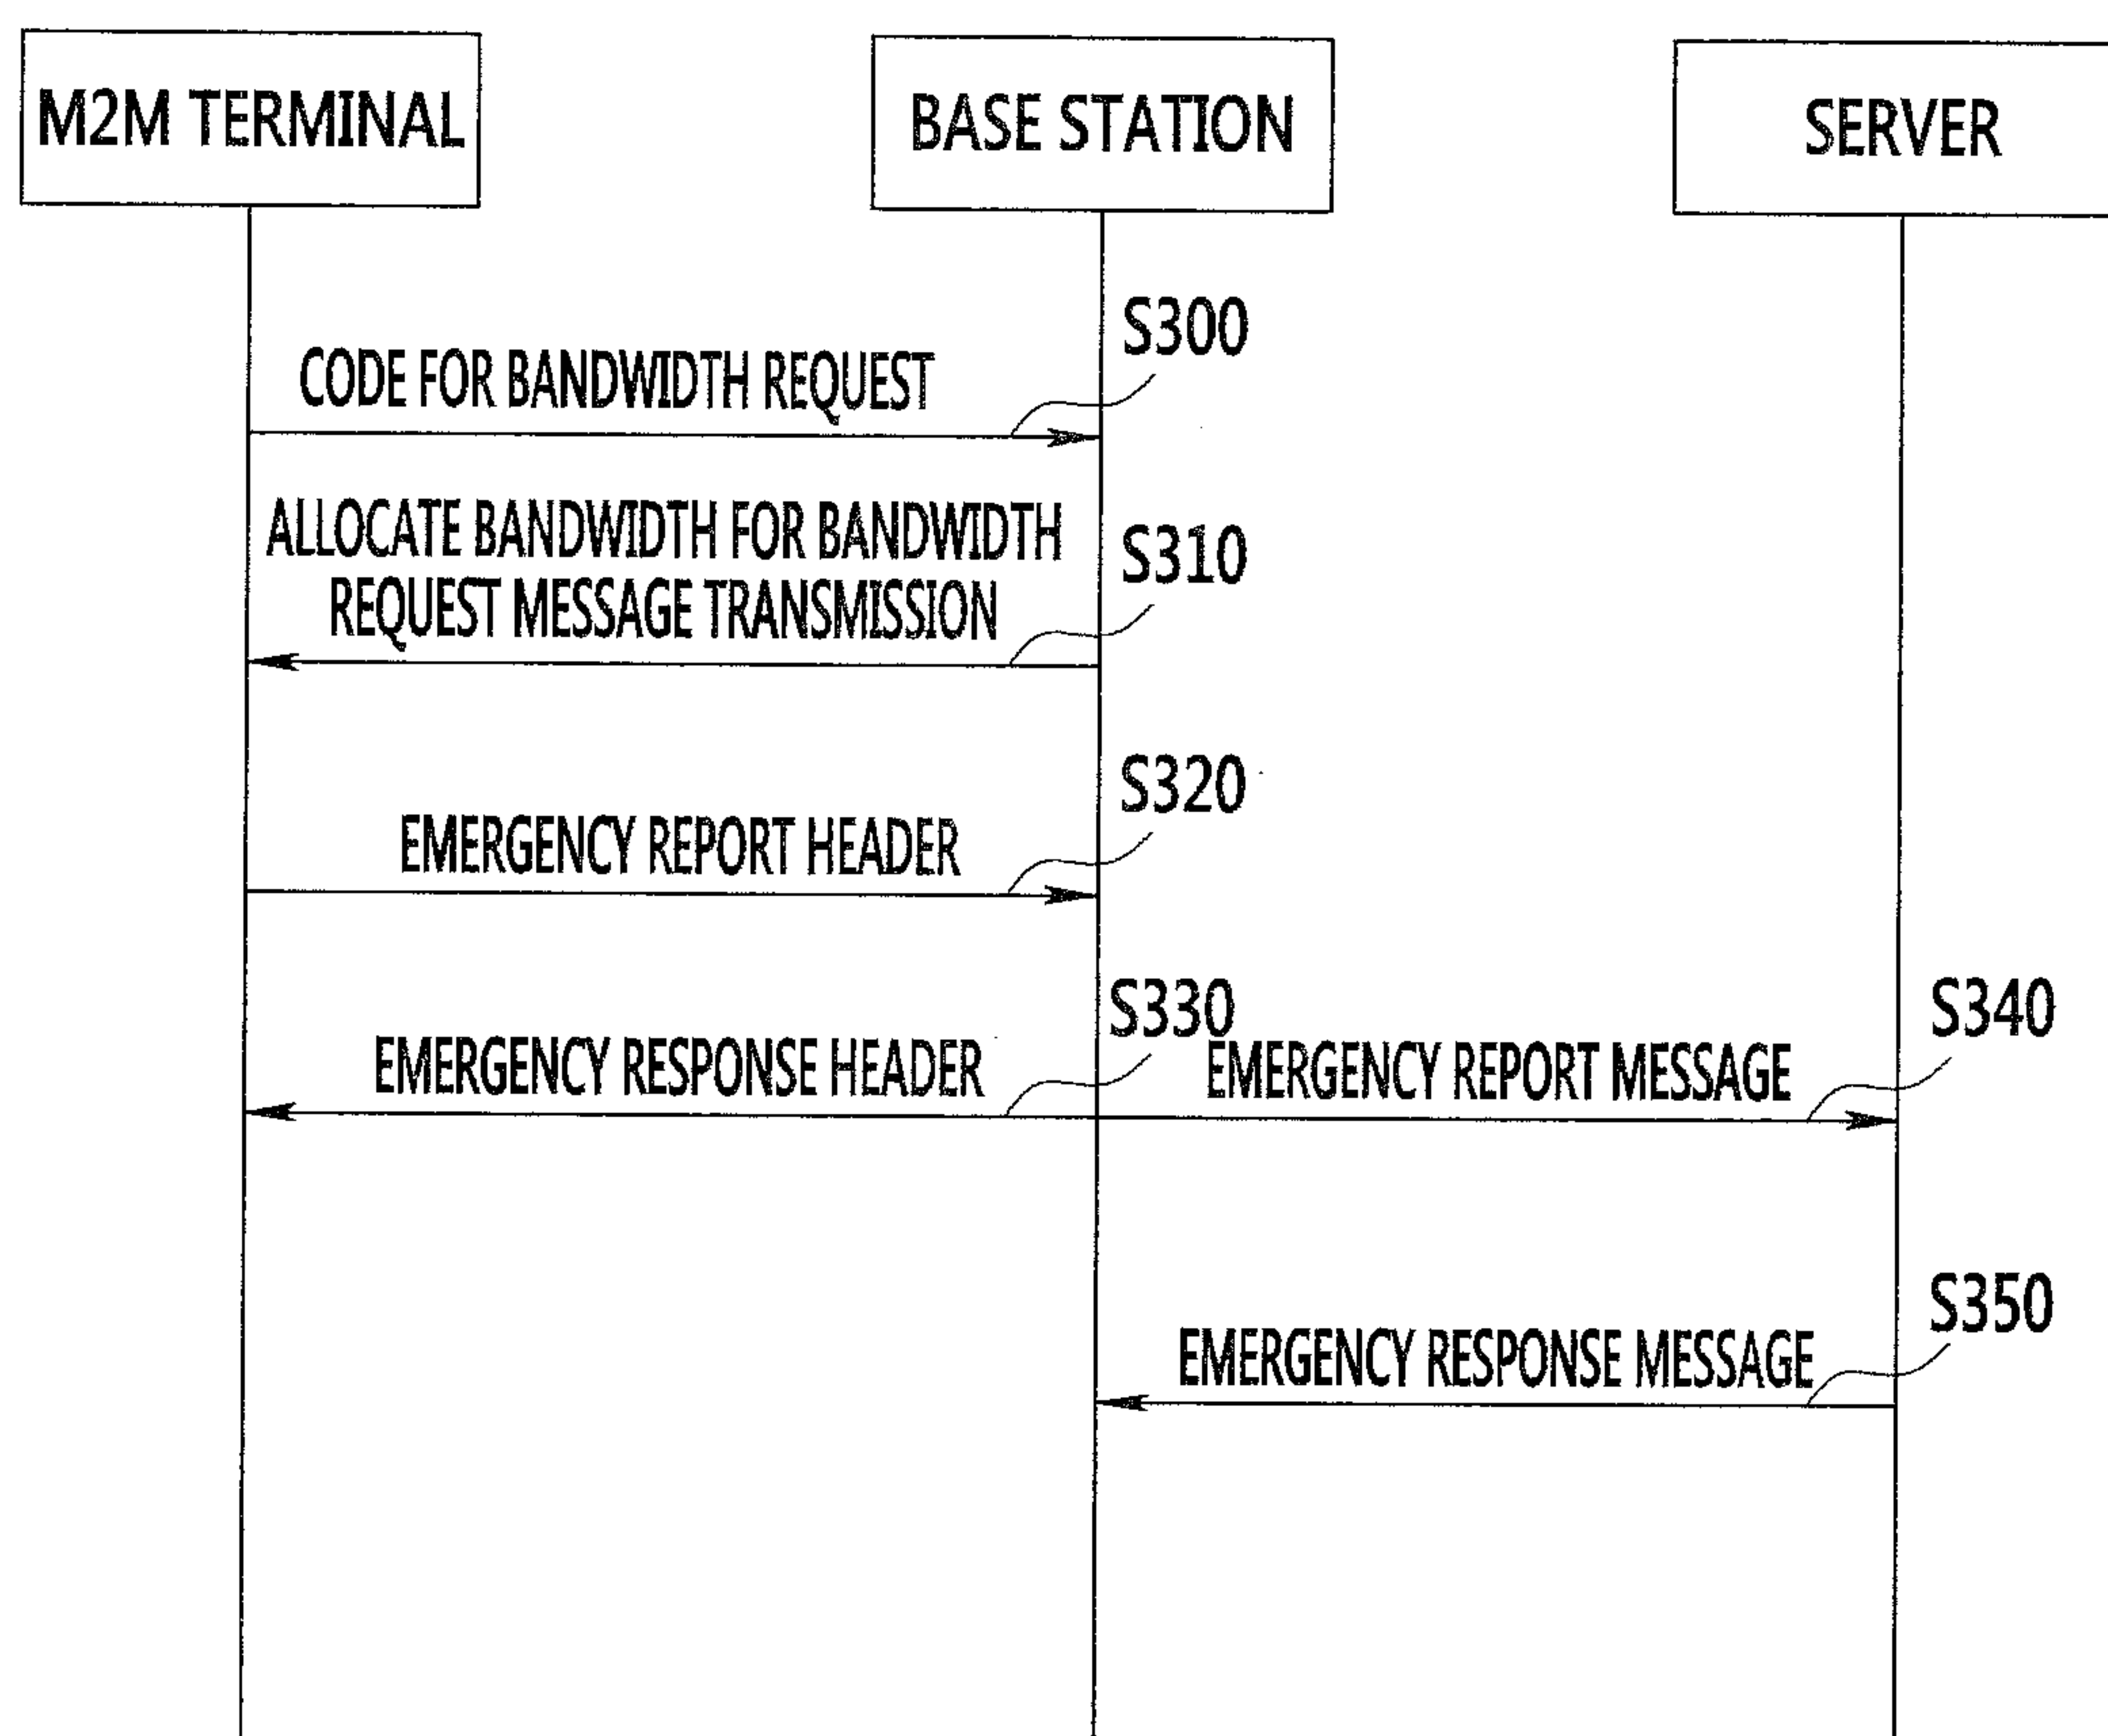 M2M TERMINAL
BASE STATION
SERVER
S300
CODE FOR BANDWIDTH REQUEST
ALLOCATE BANDWIDTH FOR BANDWIDTH
REQUEST MESSAGE TRANSMISSION
S310
S320
EMERGENCY REPORT HEADER
S330
EMERGENCY RESPONSE HEADER
S340
EMERGENCY REPORT MESSAGE
S350
EMERGENCY RESPONSE MESSAGE